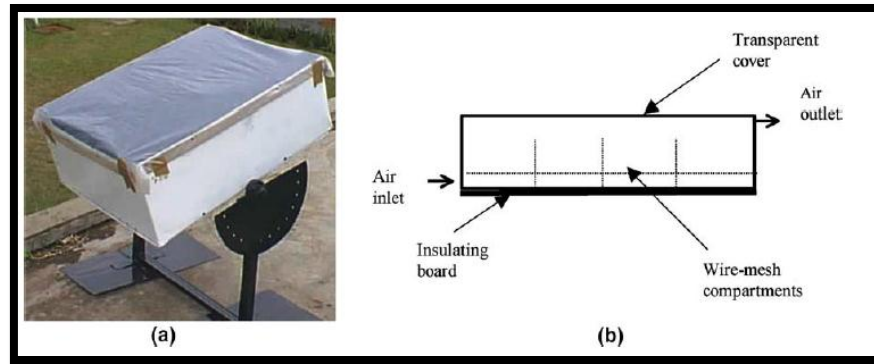 Transparent
cover
Air
outlet
Air
inlet
Insulating
board
Wire-mesh
compartments
(a)
(b)